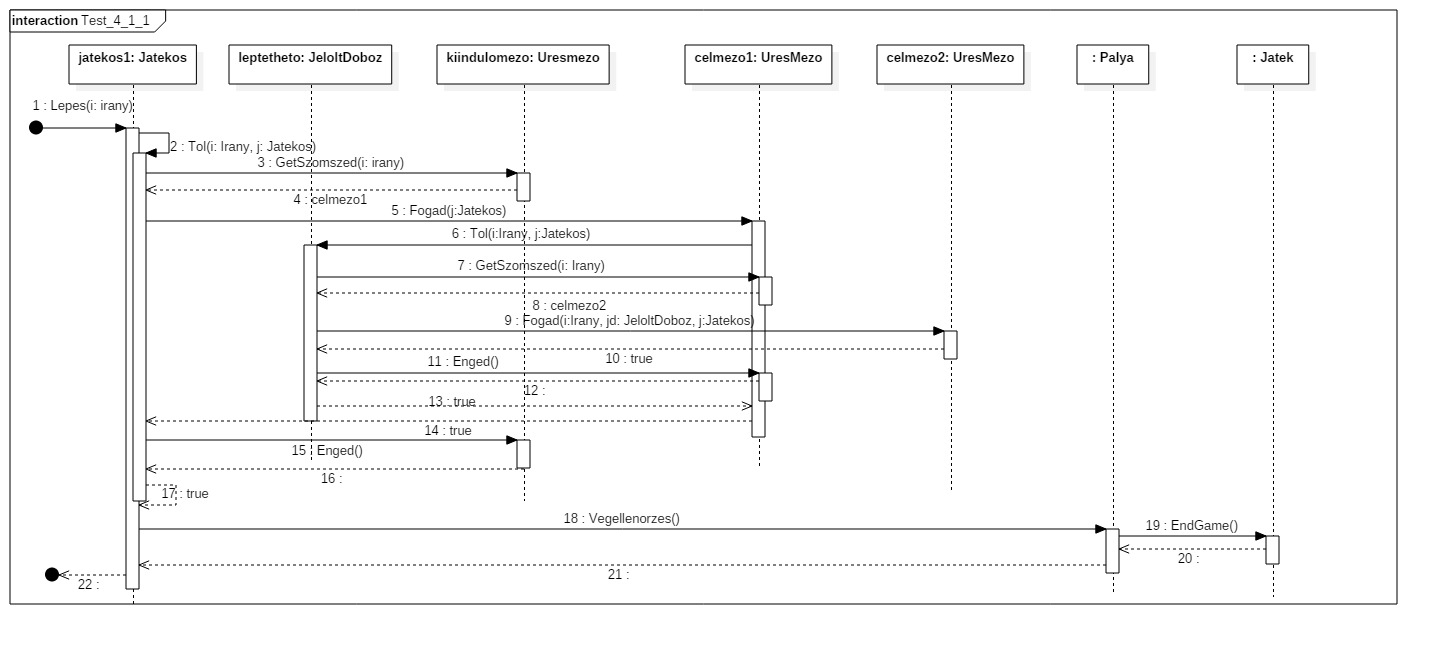 interaction Test_4_1_1
jatekos1: Jatekos
leptetheto: JeloltDoboz
kiindulomezo: Uresmezo
celmezo1: UresMezo
celmezo2: UresMezo
: Palya
: Jatek
1 : Lepes(i: irany)
2 : Tol(i: Irany, j: Jatekos)
3 : GetSzomszed(i: irany)
4 : celmezo1
5 : Fogad(j:Jatekos)
6 : Tol(i:Irany, j:Jatekos)
7 : GetSzomszed(i: Irany)
8 : celmezo2
9 : Fogad(i:Irany, jd: JeloltDoboz, j:Jatekos)
10 : true
11 : Enged()
12 :
13 : true
14 : true
15 : Enged()
16 :
17 : true
18 : Vegellenorzes()
19 : EndGame()
20 :
21 :
22 :